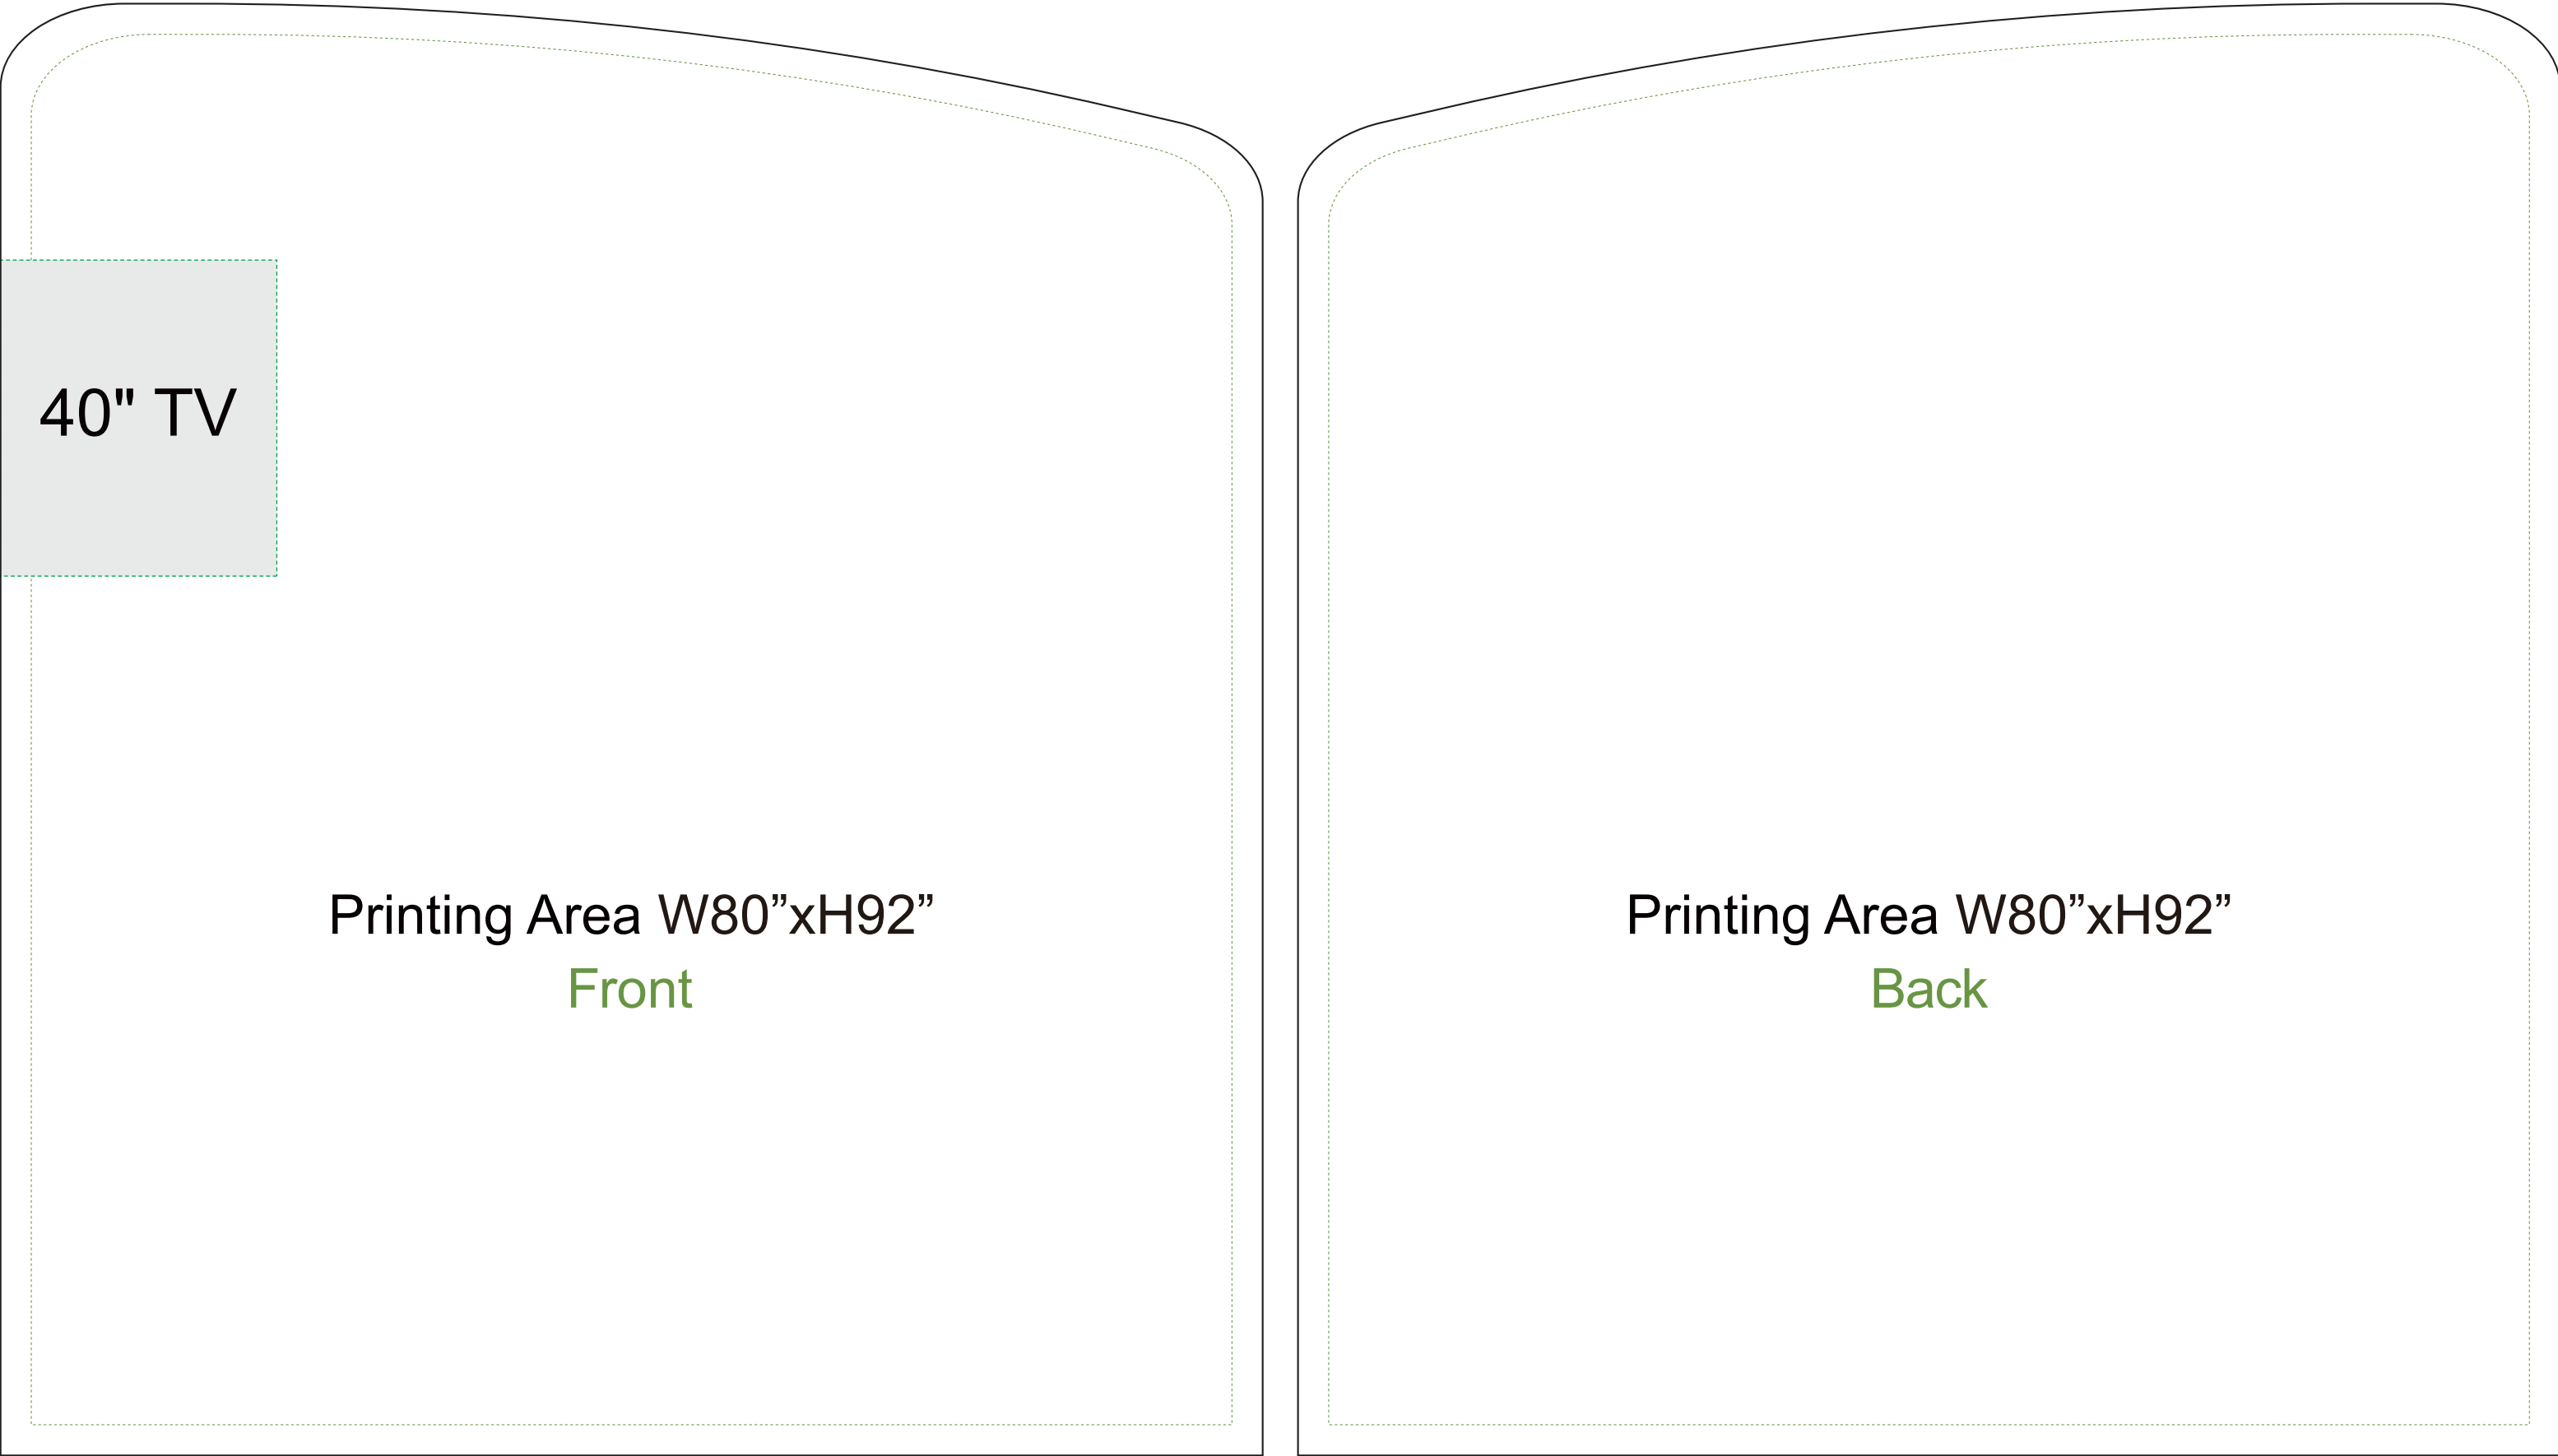 40" TV
Printing Area W80”xH92”
Front
Printing Area W80”xH92”
Back